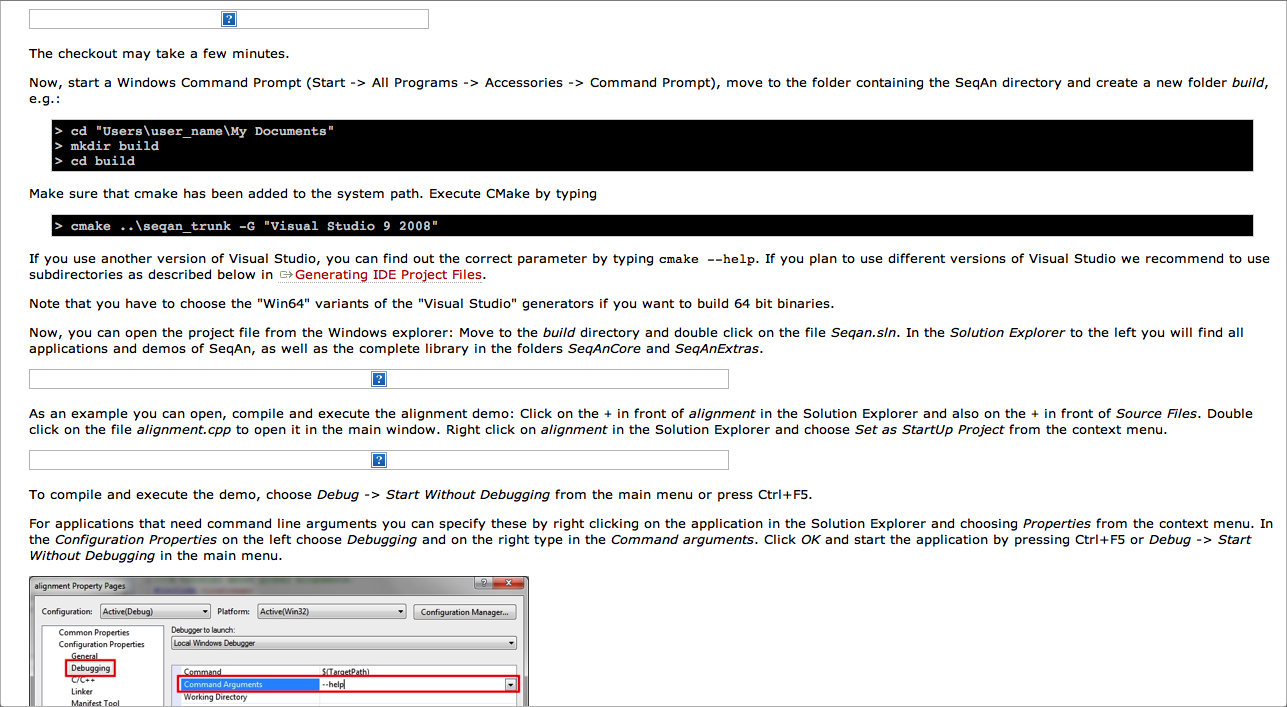 The checkout may take a few minutes.
Now, start a Windows Command Prompt (Start -> All Programs -> Accessories -> Command Prompt), move to the folder containing the SeqAn directory and create a new folder build,
e.g.:
> cd "Users\user_name\My Documents"
> mkdir build
> cd build
Make sure that cmake has been added to the system path. Execute CMake by typing
> cmake ..\seqan_trunk -G "Visual Studio 9 2008"
If you use another version of Visual Studio, you can find out the correct parameter by typing cmake --help. If you plan to use different versions of Visual Studio we recommend to use
subdirectories as described below in Generating IDE Project Files.
Note that you have to choose the "Win64" variants of the "Visual Studio" generators if you want to build 64 bit binaries.
Now, you can open the project file from the Windows explorer: Move to the build directory and double click on the file Seqan.sln. In the Solution Explorer to the left you will find all
applications and demos of SeqAn, as well as the complete library in the folders SeqAnCore and SeqAnExtras.
As an example you can open, compile and execute the alignment demo: Click on the + in front of alignment in the Solution Explorer and also on the + in front of Source Files. Double
click on the file alignment.cpp to open it in the main window. Right click on alignment in the Solution Explorer and choose Set as StartUp Project from the context menu.
To compile and execute the demo, choose Debug -> Start Without Debugging from the main menu or press Ctrl+F5.
For applications that need command line arguments you can specify these by right clicking on the application in the Solution Explorer and choosing Properties from the context menu. In
the Configuration Properties on the left choose Debugging and on the right type in the Command arguments. Click OK and start the application by pressing Ctrl+F5 or Debug -> Start
Without Debugging in the main menu.
alignment Property Pages
Configuration: Active(Debug) Platform: Active(Win32) Configuration Manager...
Common Properties
Configuration Properties
General
Debugging
C/C++
Linker
Manifest Tool
Debugger to launch:
Local Windows Debugger
Command $(TargetPath)
Command Arguments --help
Working Directory